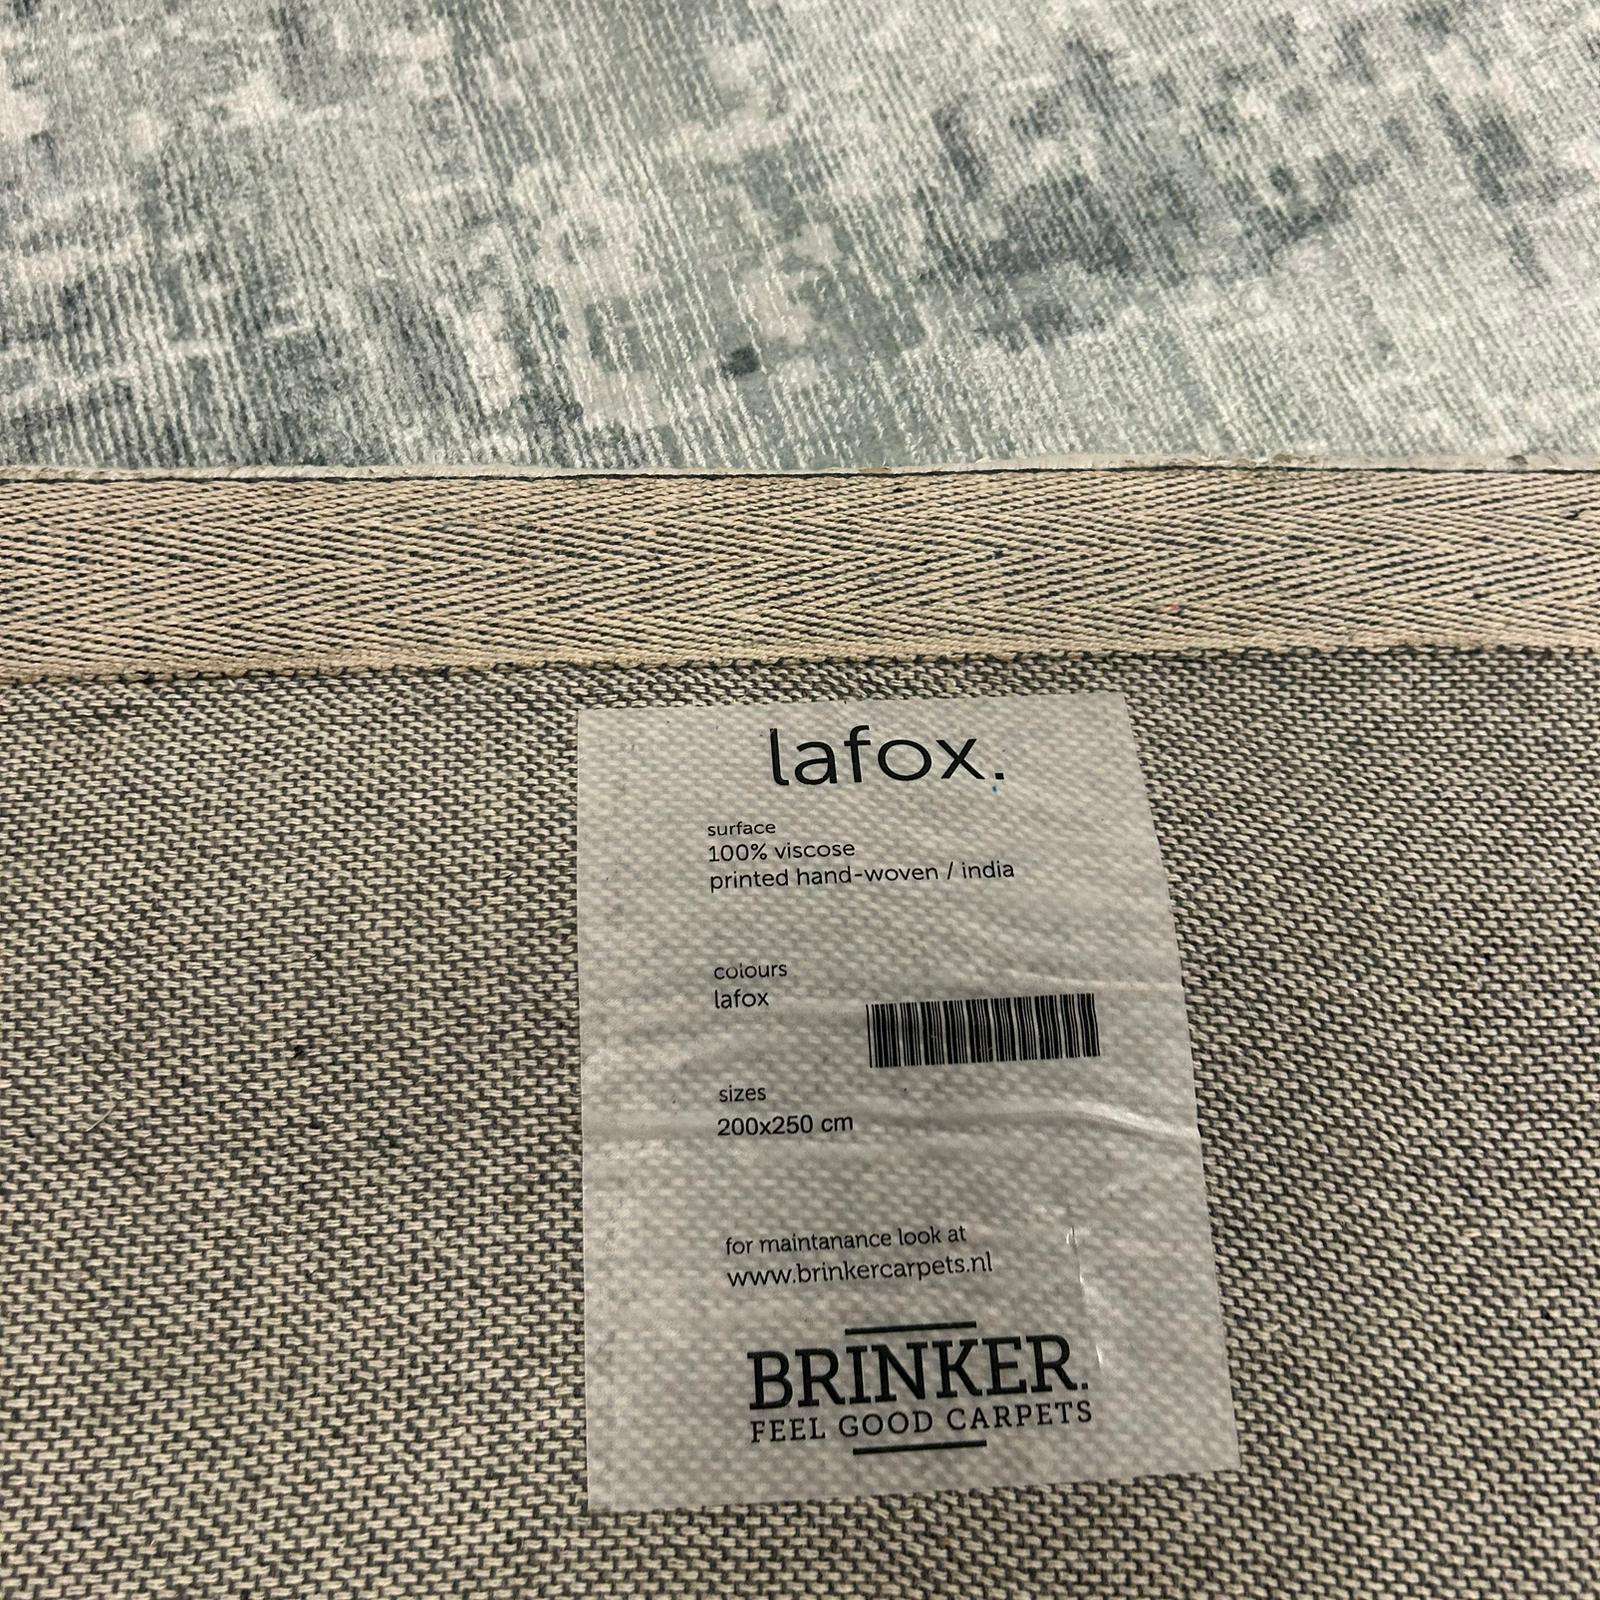 lafox.
surface
100% viscose
printed hand-woven / india
colours
lafox
sizes
200x250 cm
for maintanance look at
www.brinkercarpets.nl
BRINKER.
FEEL GOOD CARPETS